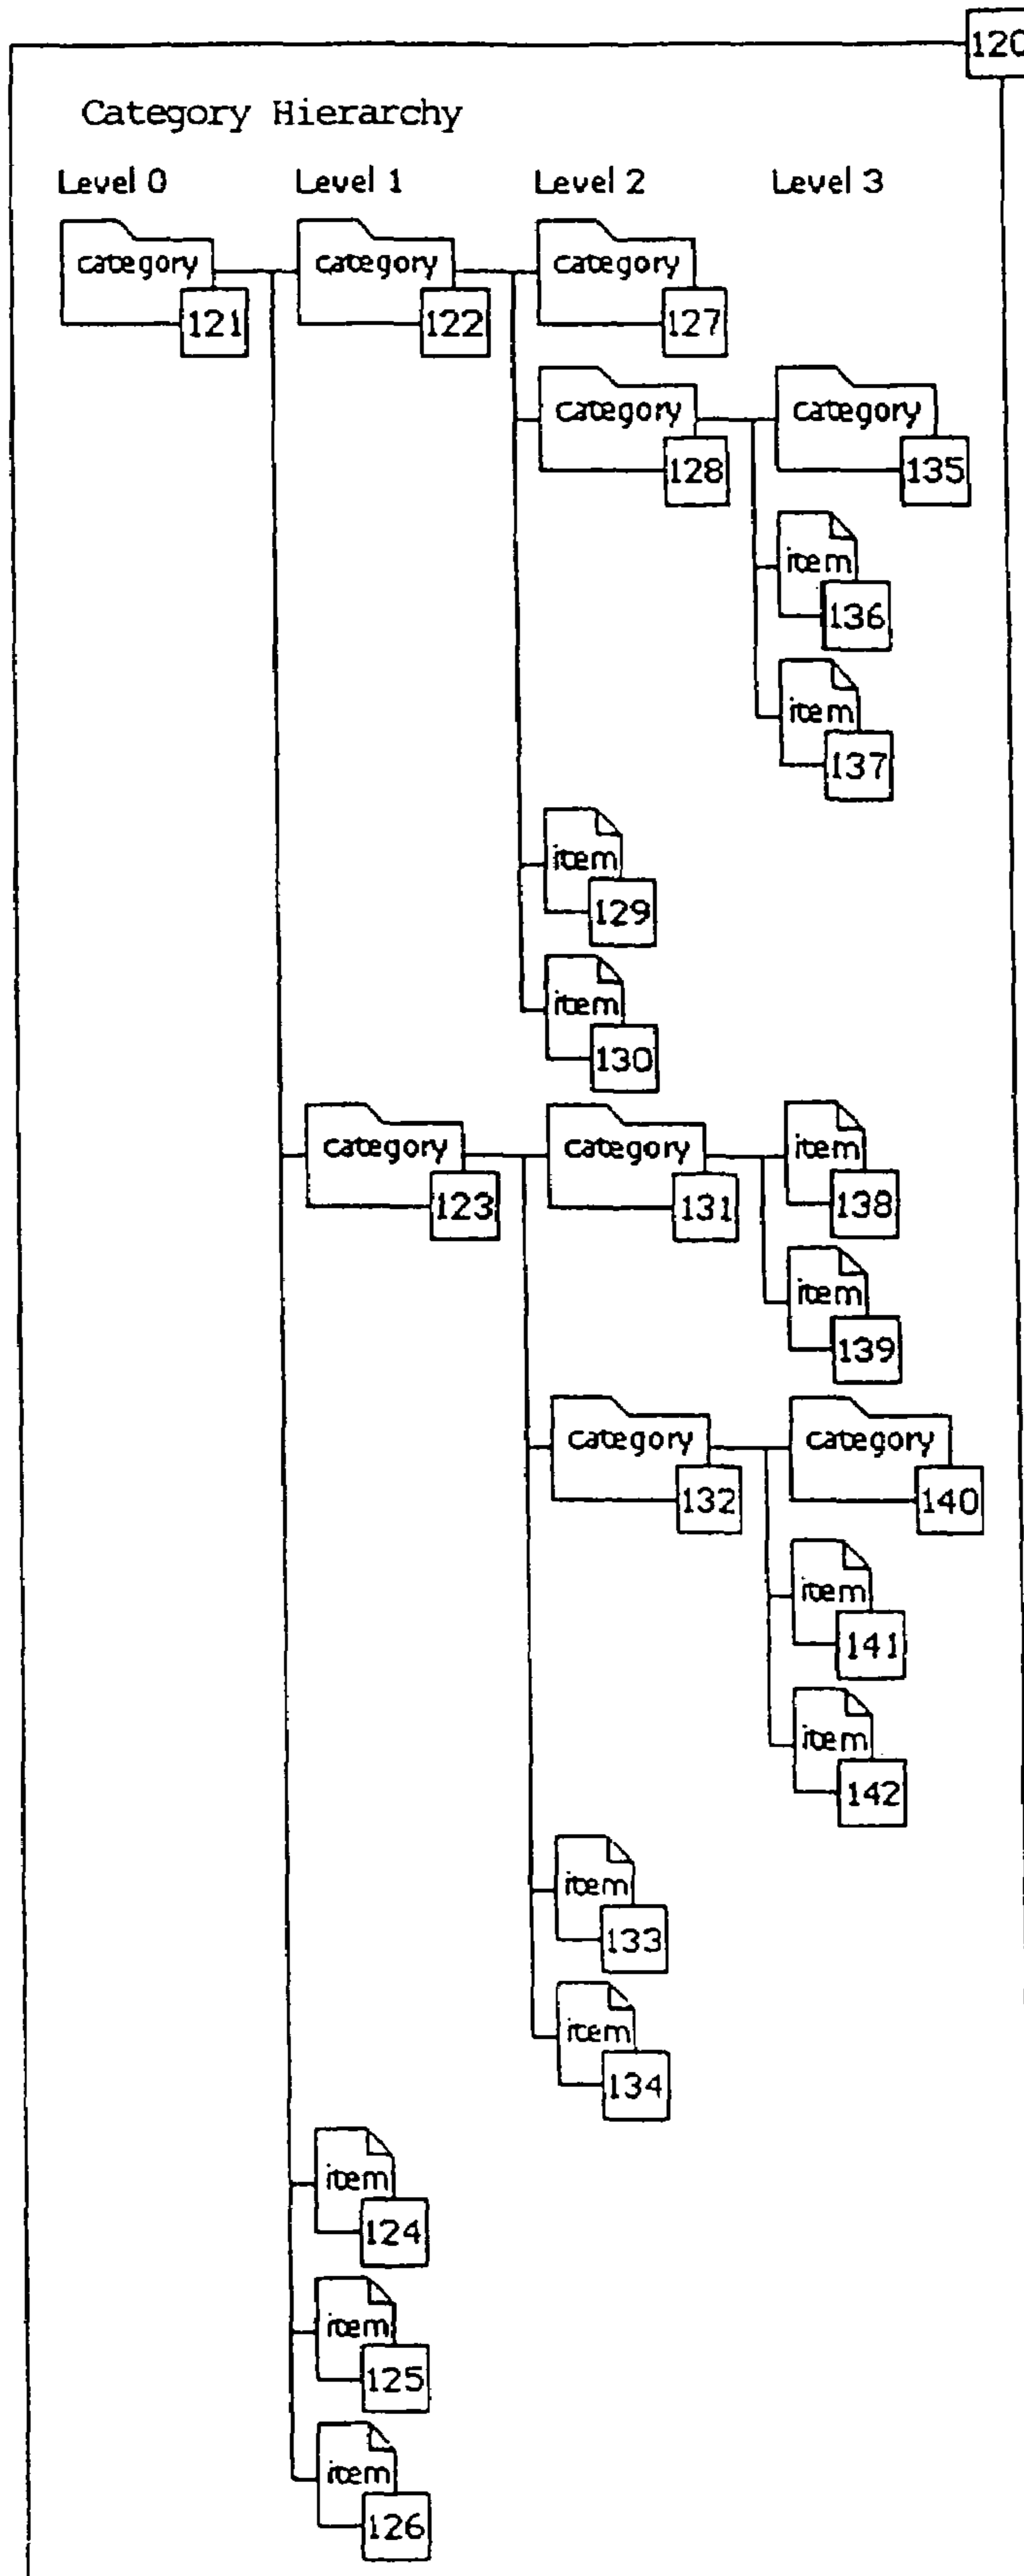 120
Category Hierarchy
Level 0 Level 1 Level 2 Level 3
category category category
121 122 127
category category
128 135
item
136
item
137
item
129
item
130
category category item
123 131 138
item
139
category category
132 140
item
141
item
142
item
133
item
134
item
124
item
125
item
126